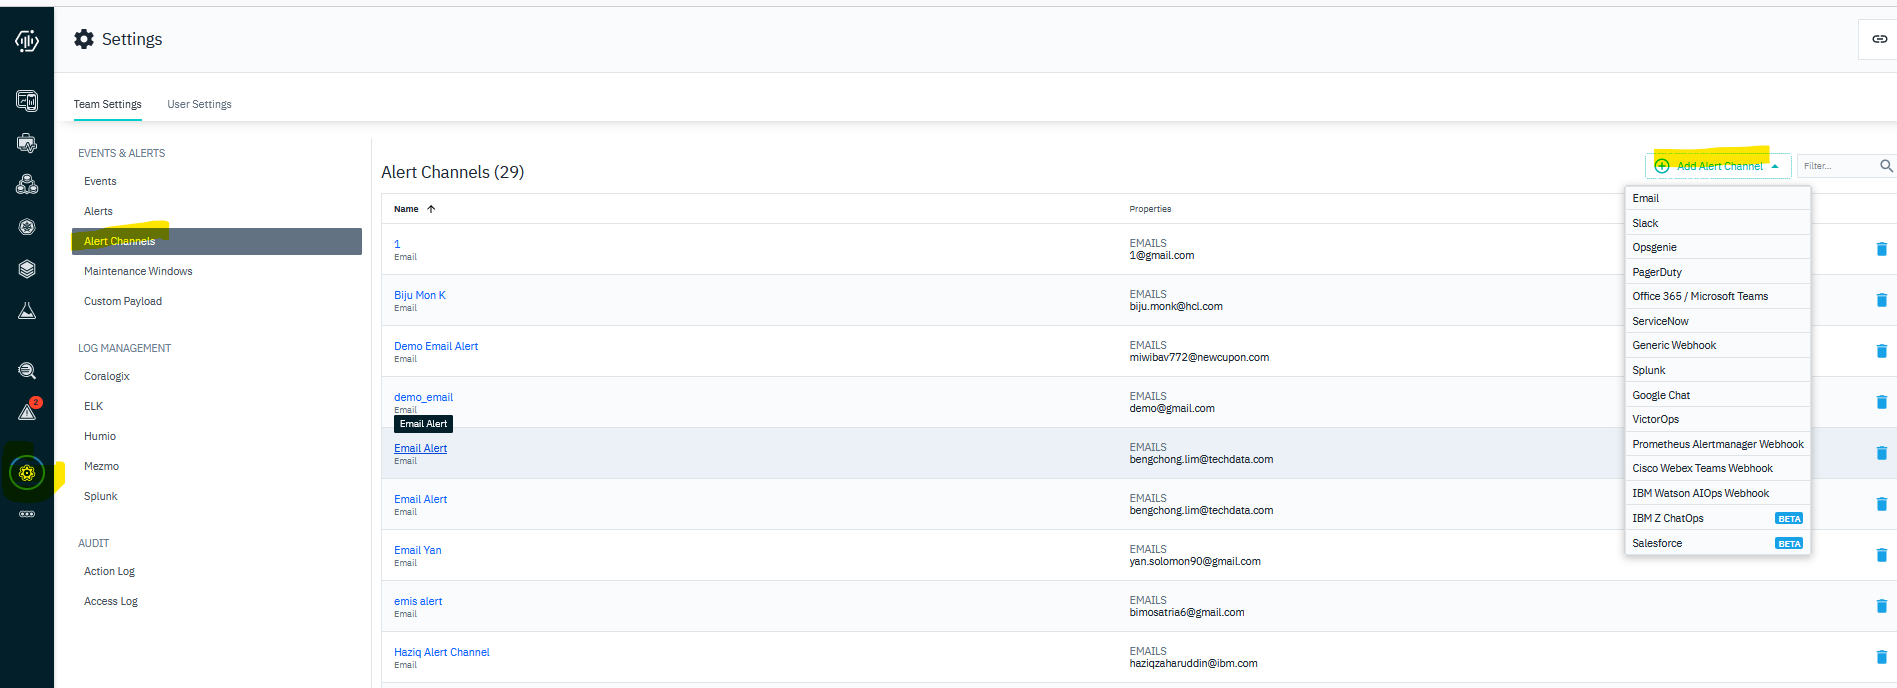 Settings
Team Settings
User Settings
EVENTS & ALERTS
Events
Alerts
Alert Channels
Maintenance Windows
Custom Payload
LOG MANAGEMENT
Coralogix
ELK
Humio
Mezmo
Splunk
AUDIT
Action Log
Access Log
2
Alert Channels (29)
Add Alert Channel
Filter...
Name
Properties
1
Email
EMAILS
1@gmail.com
Biju Mon K
Email
EMAILS
biju.monk@hcl.com
Demo Email Alert
Email
EMAILS
miwibav772@newcupon.com
demo_email
Email
EMAILS
demo@gmail.com
Email Alert
Email Alert
Email
EMAILS
bengchong.lim@techdata.com
Email Alert
Email
EMAILS
bengchong.lim@techdata.com
Email Yan
Email
EMAILS
yan.solomon90@gmail.com
emis alert
Email
EMAILS
bimosatria6@gmail.com
Haziq Alert Channel
Email
EMAILS
haziqzaharuddin@ibm.com
Email
Slack
Opsgenie
PagerDuty
Office 365 / Microsoft Teams
ServiceNow
Generic Webhook
Splunk
Google Chat
VictorOps
Prometheus Alertmanager Webhook
Cisco Webex Teams Webhook
IBM Watson AIOps Webhook
IBM Z ChatOps BETA
Salesforce BETA